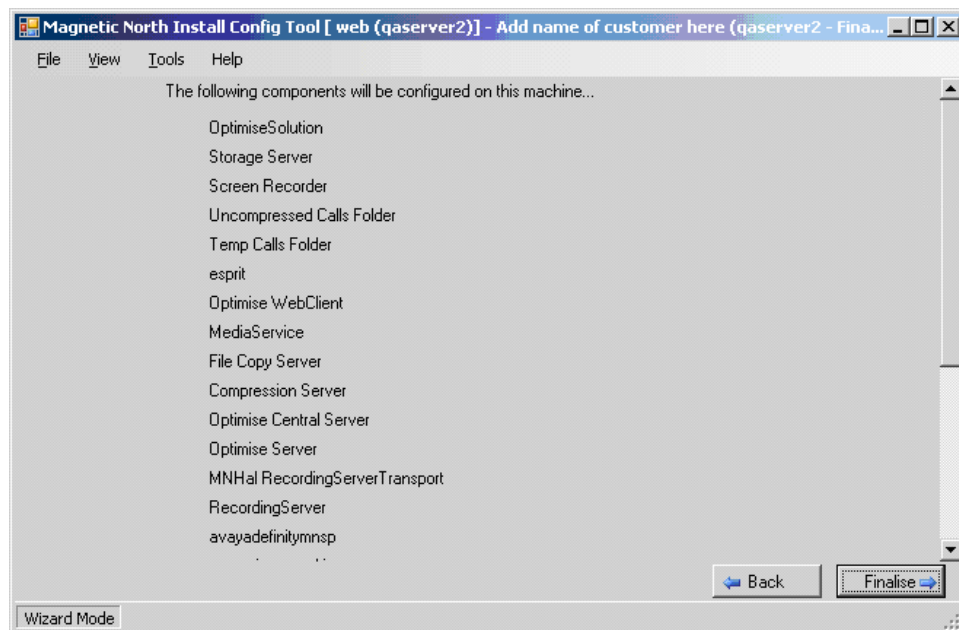 Magnetic North Install Config Tool [ web (qaserver2)] - Add name of customer here (qaserver2 - Fina...
File View Tools Help
The following components will be configured on this machine...
OptimiseSolution
Storage Server
Screen Recorder
Uncompressed Calls Folder
Temp Calls Folder
esprit
Optimise WebClient
MediaService
File Copy Server
Compression Server
Optimise Central Server
Optimise Server
MNHal RecordingServerTransport
RecordingServer
avayadefinitymnsp
Back Finalise
Wizard Mode